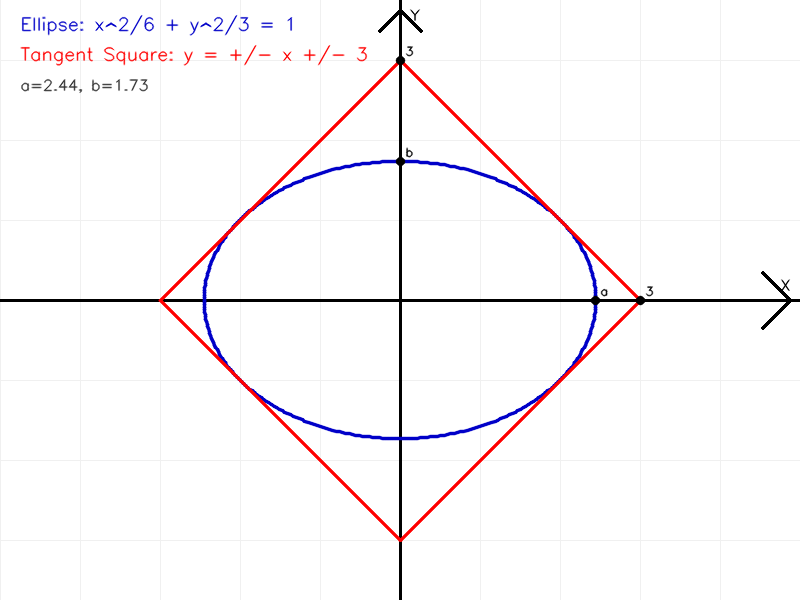 Ellipse: x^2/6 + y^2/3 = 1
Y
Tangent Square: y = +/- x +/- 3
3
a=2.44, b=1.73
b
X
a
3